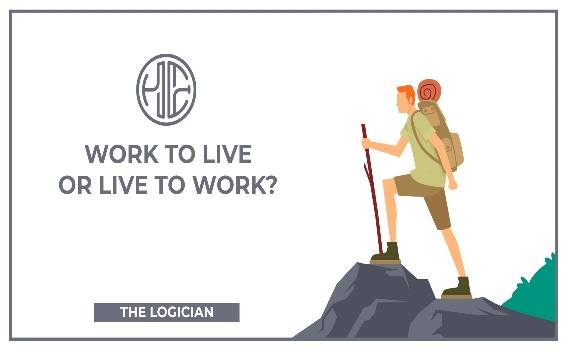 WORK TO LIVE
OR LIVE TO WORK?
THE LOGICIAN